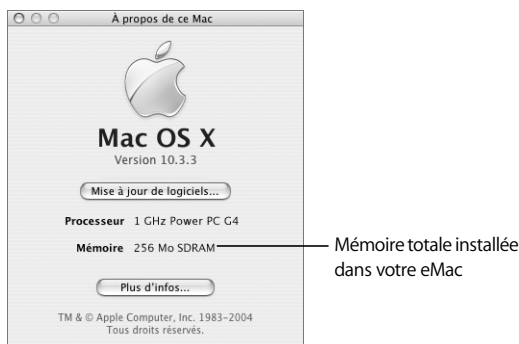 À propos de ce Mac
Mac OS X
Version 10.3.3
Mise à jour de logiciels...
Processeur 1 GHz Power PC G4
Mémoire 256 Mo SDRAM
Mémoire totale installée
dans votre eMac
Plus d'infos...
TM & © Apple Computer, Inc. 1983-2004
Tous droits réservés.